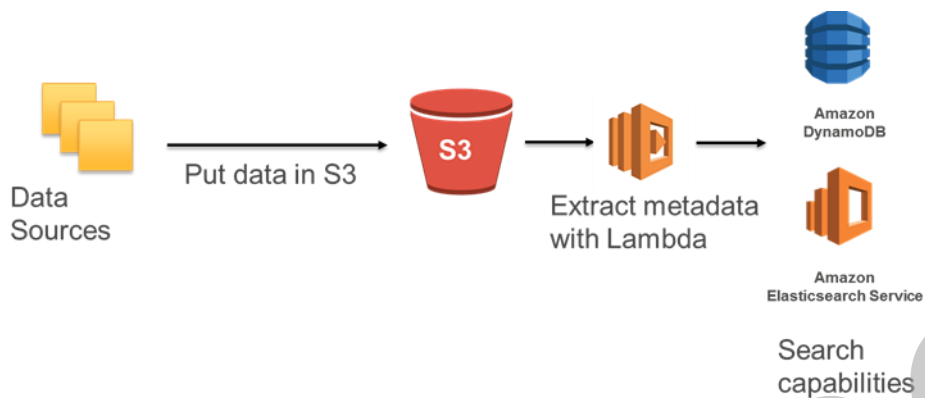 Data
Sources
Put data in S3
S3
Extract metadata
with Lambda
Amazon
DynamoDB
Amazon
Elasticsearch Service
Search
capabilities